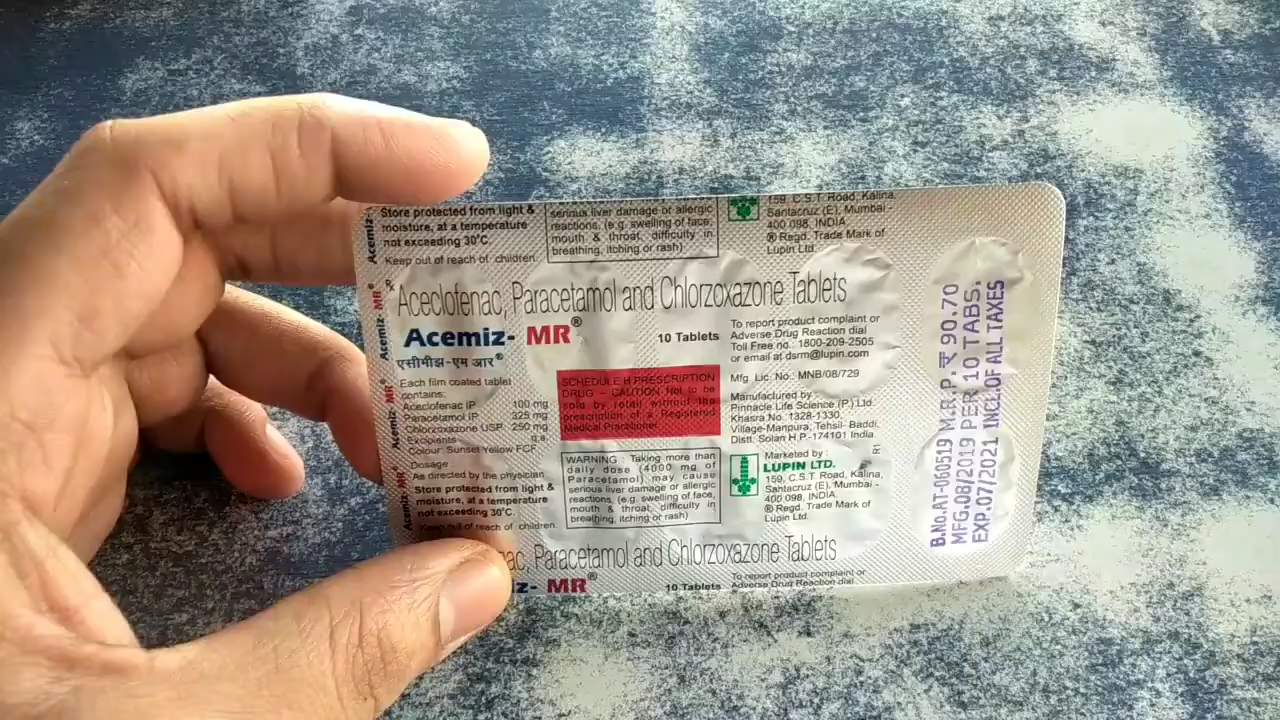 Store protected from light &
moisture, at a temperature
not exceeding 30°C.
Keep out of reach of children.
serious liver damage or allergic
reactions, (e.g. swelling of face,
mouth & throat, difficulty in
breathing, itching or rash)
159, C.S.T. Road, Kalina,
Santacruz (E), Mumbai -
400 098, INDIA
® Regd. Trade Mark of
Lupin Ltd.
Acemiz-
Acemiz- MR®
Acemiz- MR®
Acemiz- MR®
℞ Aceclofenac, Paracetamol and Chlorzoxazone Tablets
Acemiz- MR®
एसीमीझ-एम आर®
10 Tablets
Each film coated tablet
contains:
Aceclofenac IP 100 mg
Paracetamol IP 325 mg
Chlorzoxazone USP 250 mg
Excipients q.s.
Colour: Sunset Yellow FCF
Dosage :
As directed by the physician.
Store protected from light &
moisture, at a temperature
not exceeding 30°C.
Keep out of reach of children.
SCHEDULE H PRESCRIPTION
DRUG – CAUTION Not to be
sold by retail without the
prescription of a Registered
Medical Practitioner.
WARNING : Taking more than
daily dose (4000 mg of
Paracetamol) may cause
serious liver damage or allergic
reactions, (e.g. swelling of face,
mouth & throat, difficulty in
breathing, itching or rash)
To report product complaint or
Adverse Drug Reaction dial
Toll Free no.: 1800-209-2505
or email at dsrm@lupin.com
Mfg. Lic. No.: MNB/08/729
Manufactured by :
Pinnacle Life Science (P.) Ltd.
Khasra No. 1328-1330,
Village-Manpura, Tehsil- Baddi,
Distt. Solan H.P.-174101 India.
Marketed by :
LUPIN LTD.
159, C.S.T. Road, Kalina,
Santacruz (E), Mumbai -
400 098, INDIA.
® Regd. Trade Mark of
Lupin Ltd.
R1
B.No.AT-060519 M.R.P. ₹ 90.70
MFG.08/2019 PER 10 TABS.
EXP.07/2021 INCL.OF ALL TAXES
ac, Paracetamol and Chlorzoxazone Tablets
z- MR®
10 Tablets
To report product complaint or
Adverse Drug Reaction dial